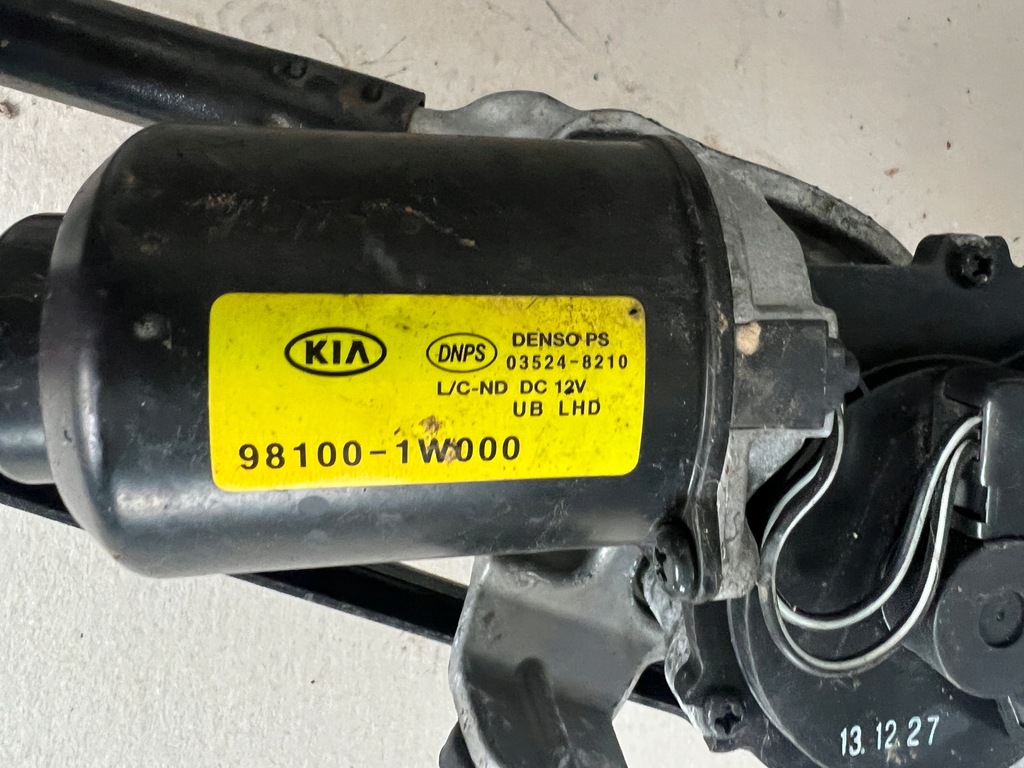 KIA
DNPS
DENSO PS
03524-8210
L/C-ND DC 12V
UB LHD
98100-1W000
13.12.27